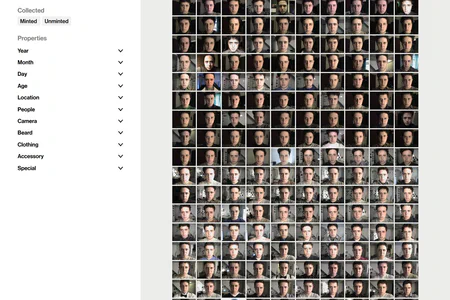 Collected
Minted Unminted
Properties
Year
Month
Day
Age
Location
People
Camera
Beard
Clothing
Accessory
Special